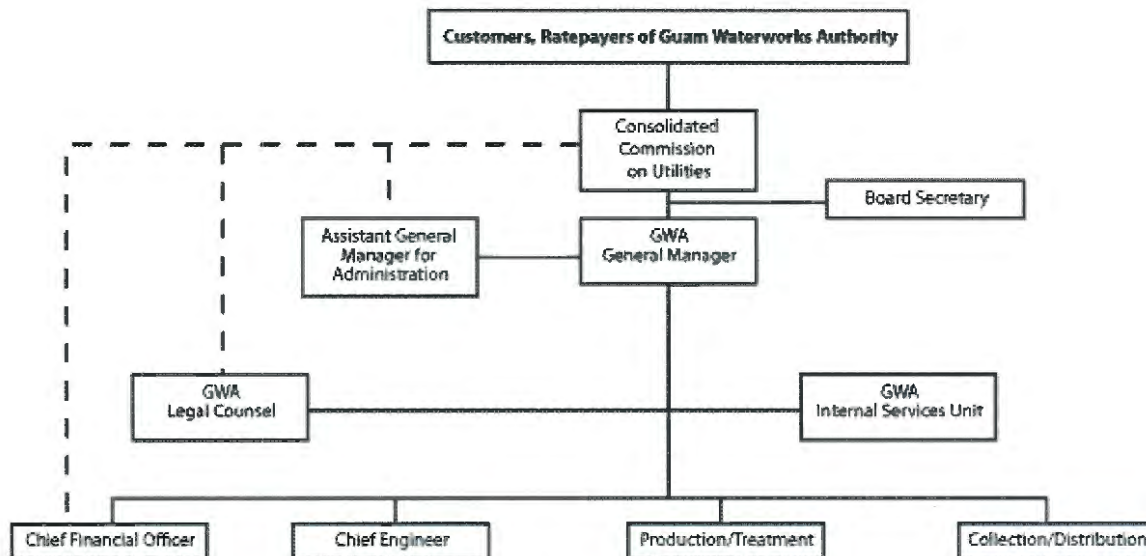 Customers, Ratepayers of Guam Waterworks Authority
Consolidated
Commission
on Utilities
Board Secretary
Assistant General
Manager for
Administration
GWA
General Manager
GWA
Legal Counsel
GWA
Internal Services Unit
Chief Financial Officer
Chief Engineer
Production/Treatment
Collection/Distribution